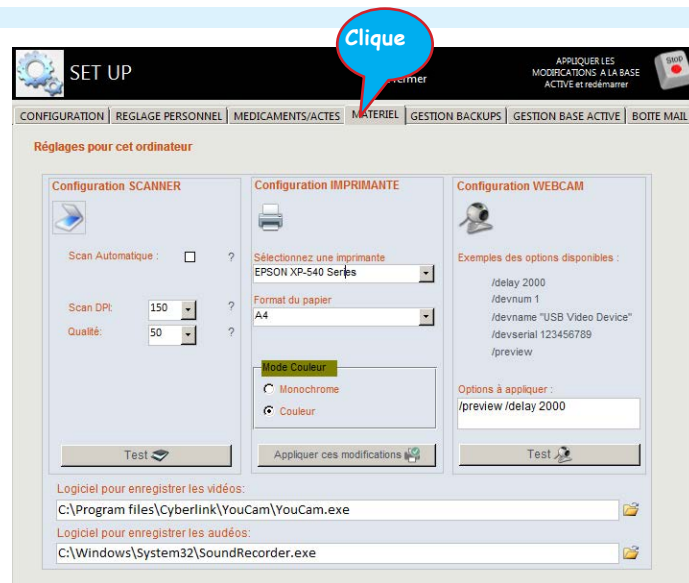 Clique
SET UP
APPLIQUER LES
MODIFICATIONS A LA BASE
ACTIVE et redémarrer
STOP
CONFIGURATION REGLAGE PERSONNEL MEDICAMENTS/ACTES MATERIEL GESTION BACKUPS GESTION BASE ACTIVE BOITE MAIL
Réglages pour cet ordinateur
Configuration SCANNER
Scan Automatique : ?
Scan DPI: 150 ?
Qualité: 50 ?
Test
Configuration IMPRIMANTE
Sélectionnez une imprimante
EPSON XP-540 Series
Format du papier
A4
Mode Couleur
Monochrome
Couleur
Appliquer ces modifications
Configuration WEBCAM
Exemples des options disponibles :
/delay 2000
/devnum 1
/devname "USB Video Device"
/devserial 123456789
/preview
Options à appliquer :
/preview /delay 2000
Test
Logiciel pour enregistrer les vidéos:
C:\Program files\Cyberlink\YouCam\YouCam.exe
Logiciel pour enregistrer les audéos:
C:\Windows\System32\SoundRecorder.exe